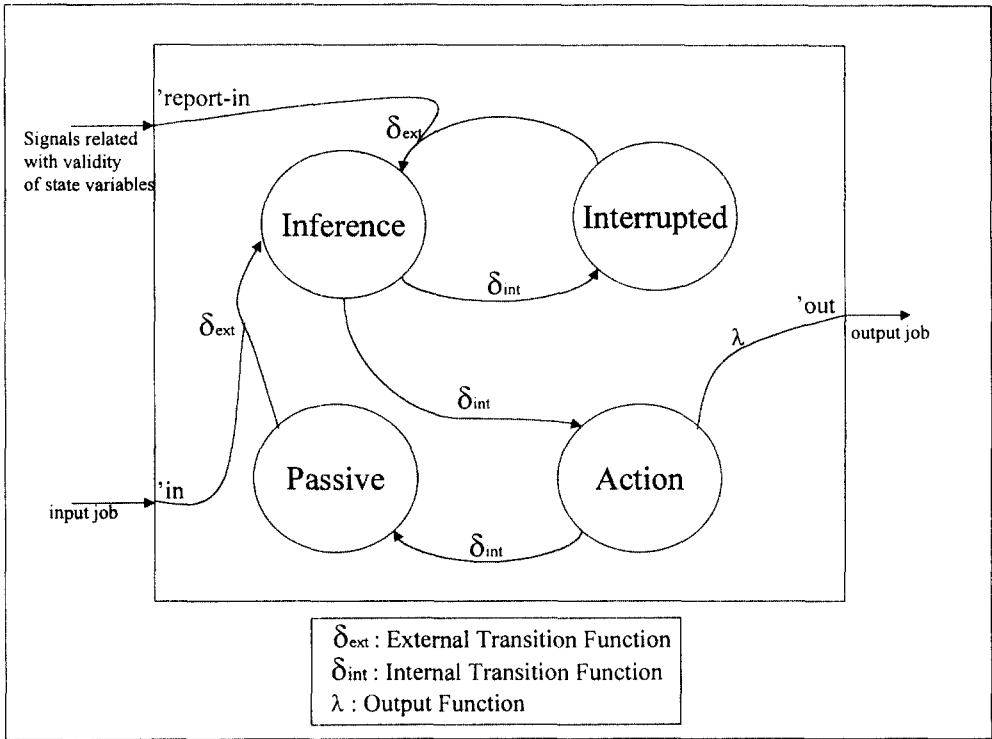 'report-in
Signals related
with validity
of state variables
δext
Inference
Interrupted
δint
'out
output job
δext
λ
δint
Passive
Action
'in
input job
δint
δext : External Transition Function
δint : Internal Transition Function
λ : Output Function